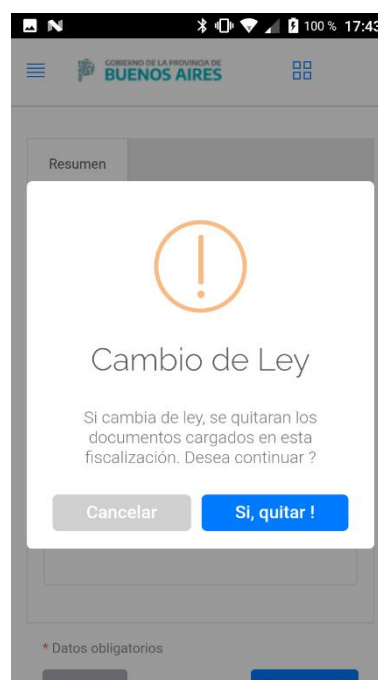 100 % 17:43
GOBIERNO DE LA PROVINCIA DE
BUENOS AIRES
Resumen
Cambio de Ley
Si cambia de ley, se quitaran los
documentos cargados en esta
fiscalización. Desea continuar ?
Cancelar
Si, quitar !
* Datos obligatorios